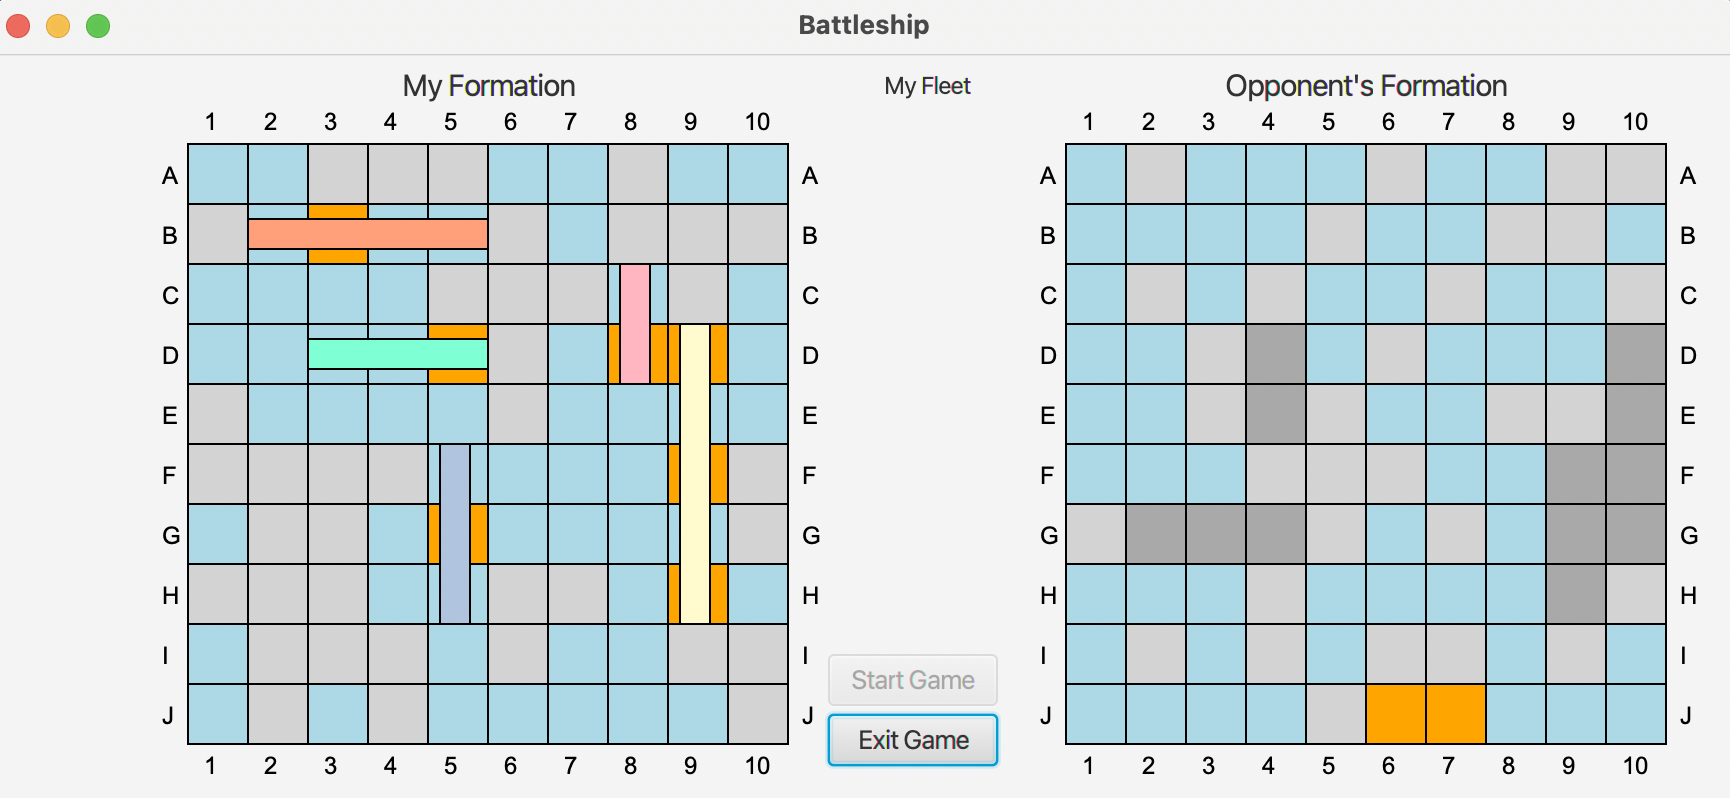 Battleship
My Formation
My Fleet
Opponent's Formation
1 2 3 4 5 6 7 8 9 10
1 2 3 4 5 6 7 8 9 10
A A A A
B B B B
C C C C
D D D D
E E E E
F F F F
G G G G
H H H H
I I I I
Start Game
J J J J
Exit Game
1 2 3 4 5 6 7 8 9 10
1 2 3 4 5 6 7 8 9 10